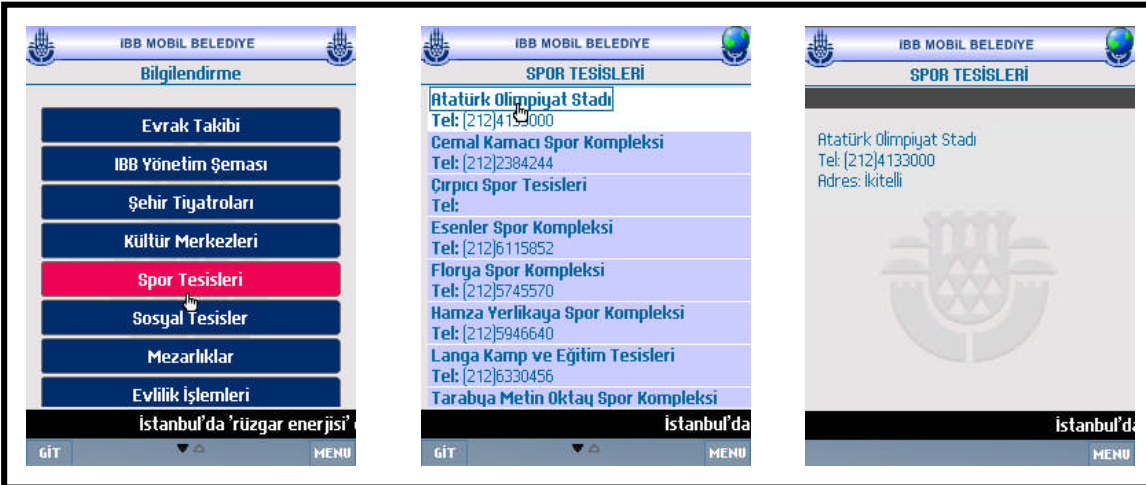 IBB MOBİL BELEDİYE
Bilgilendirme
Evrak Takibi
IBB Yönetim Şeması
Şehir Tiyatroları
Kültür Merkezleri
Spor Tesisleri
Sosyal Tesisler
Mezarlıklar
Evlilik İşlemleri
İstanbul'da 'rüzgar enerjisi'
GİT
MENU
IBB MOBİL BELEDİYE
SPOR TESİSLERİ
Atatürk Olimpiyat Stadı
Tel: (212)4133000
Cemal Kamacı Spor Kompleksi
Tel: (212)2384244
Çırpıcı Spor Tesisleri
Tel:
Esenler Spor Kompleksi
Tel: (212)6115852
Florya Spor Kompleksi
Tel: (212)5745570
Hamza Yerlikaya Spor Kompleksi
Tel: (212)5946640
Langa Kamp ve Eğitim Tesisleri
Tel: (212)6330456
Tarabya Metin Oktay Spor Kompleksi
İstanbul'da
GİT
MENU
IBB MOBİL BELEDİYE
SPOR TESİSLERİ
Atatürk Olimpiyat Stadı
Tel: (212)4133000
Adres: İkitelli
İstanbul'da
MENU